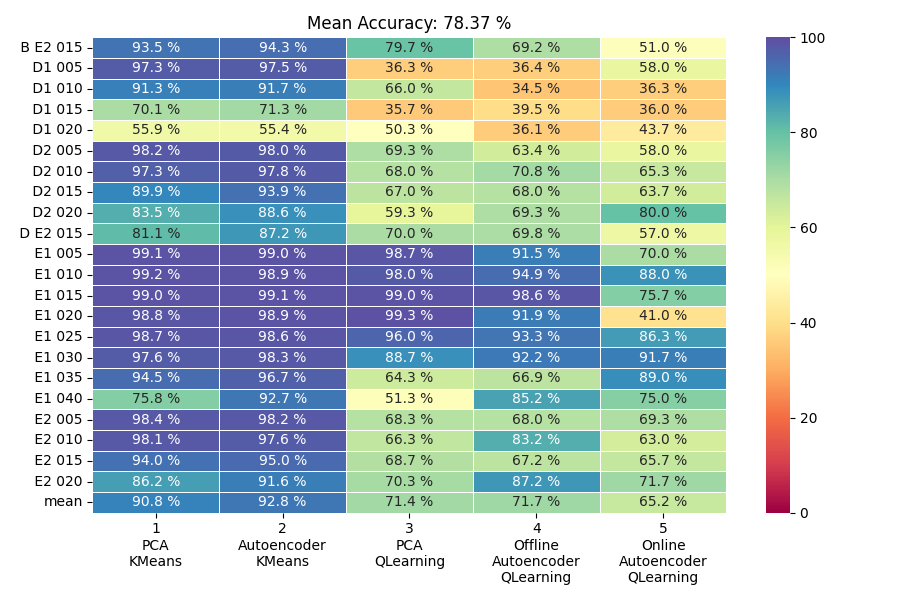 Mean Accuracy: 78.37 %
B E2 015 93.5 % 94.3 % 79.7 % 69.2 % 51.0 % 100
D1 005 97.3 % 97.5 % 36.3 % 36.4 % 58.0 %
D1 010 91.3 % 91.7 % 66.0 % 34.5 % 36.3 %
D1 015 70.1 % 71.3 % 35.7 % 39.5 % 36.0 %
D1 020 55.9 % 55.4 % 50.3 % 36.1 % 43.7 % 80
D2 005 98.2 % 98.0 % 69.3 % 63.4 % 58.0 %
D2 010 97.3 % 97.8 % 68.0 % 70.8 % 65.3 %
D2 015 89.9 % 93.9 % 67.0 % 68.0 % 63.7 %
D2 020 83.5 % 88.6 % 59.3 % 69.3 % 80.0 %
D E2 015 81.1 % 87.2 % 70.0 % 69.8 % 57.0 % 60
E1 005 99.1 % 99.0 % 98.7 % 91.5 % 70.0 %
E1 010 99.2 % 98.9 % 98.0 % 94.9 % 88.0 %
E1 015 99.0 % 99.1 % 99.0 % 98.6 % 75.7 %
E1 020 98.8 % 98.9 % 99.3 % 91.9 % 41.0 % 40
E1 025 98.7 % 98.6 % 96.0 % 93.3 % 86.3 %
E1 030 97.6 % 98.3 % 88.7 % 92.2 % 91.7 %
E1 035 94.5 % 96.7 % 64.3 % 66.9 % 89.0 %
E1 040 75.8 % 92.7 % 51.3 % 85.2 % 75.0 %
E2 005 98.4 % 98.2 % 68.3 % 68.0 % 69.3 % 20
E2 010 98.1 % 97.6 % 66.3 % 83.2 % 63.0 %
E2 015 94.0 % 95.0 % 68.7 % 67.2 % 65.7 %
E2 020 86.2 % 91.6 % 70.3 % 87.2 % 71.7 %
mean 90.8 % 92.8 % 71.4 % 71.7 % 65.2 % 0
1 2 3 4 5
PCA Autoencoder PCA Offline Online
KMeans KMeans QLearning Autoencoder Autoencoder
QLearning QLearning